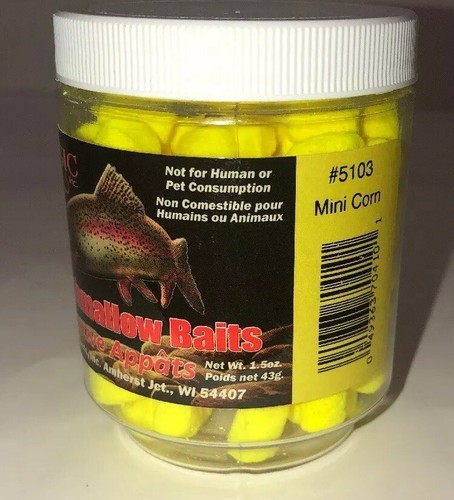 Not for Human or
Pet Consumption
Non Comestible pour
Humains ou Animaux
Baits
Appâts
Net Wt. 1.5oz.
Poids net 43g.
Amherst Jct., WI 54407
#5103
Mini Corn